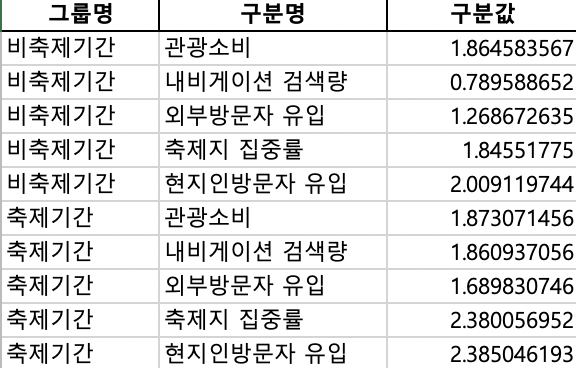 그룹명 구분명 구분값
비축제기간 관광소비 1.864583567
비축제기간 내비게이션 검색량 0.789588652
비축제기간 외부방문자 유입 1.268672635
비축제기간 축제지 집중률 1.84551775
비축제기간 현지인방문자 유입 2.009119744
축제기간 관광소비 1.873071456
축제기간 내비게이션 검색량 1.860937056
축제기간 외부방문자 유입 1.689830746
축제기간 축제지 집중률 2.380056952
축제기간 현지인방문자 유입 2.385046193